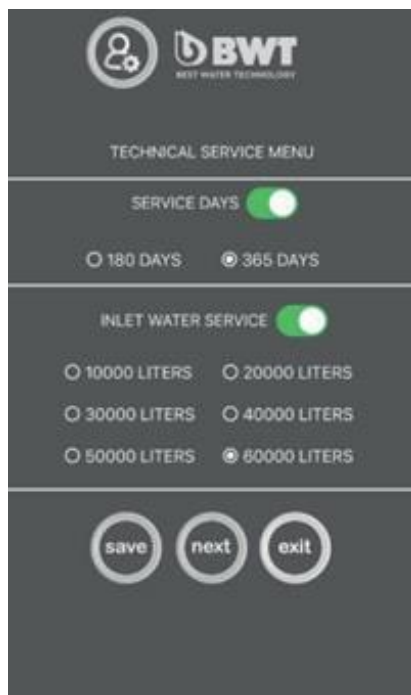 BWT
BEST WATER TECHNOLOGY
TECHNICAL SERVICE MENU
SERVICE DAYS
180 DAYS 365 DAYS
INLET WATER SERVICE
10000 LITERS 20000 LITERS
30000 LITERS 40000 LITERS
50000 LITERS 60000 LITERS
save next exit